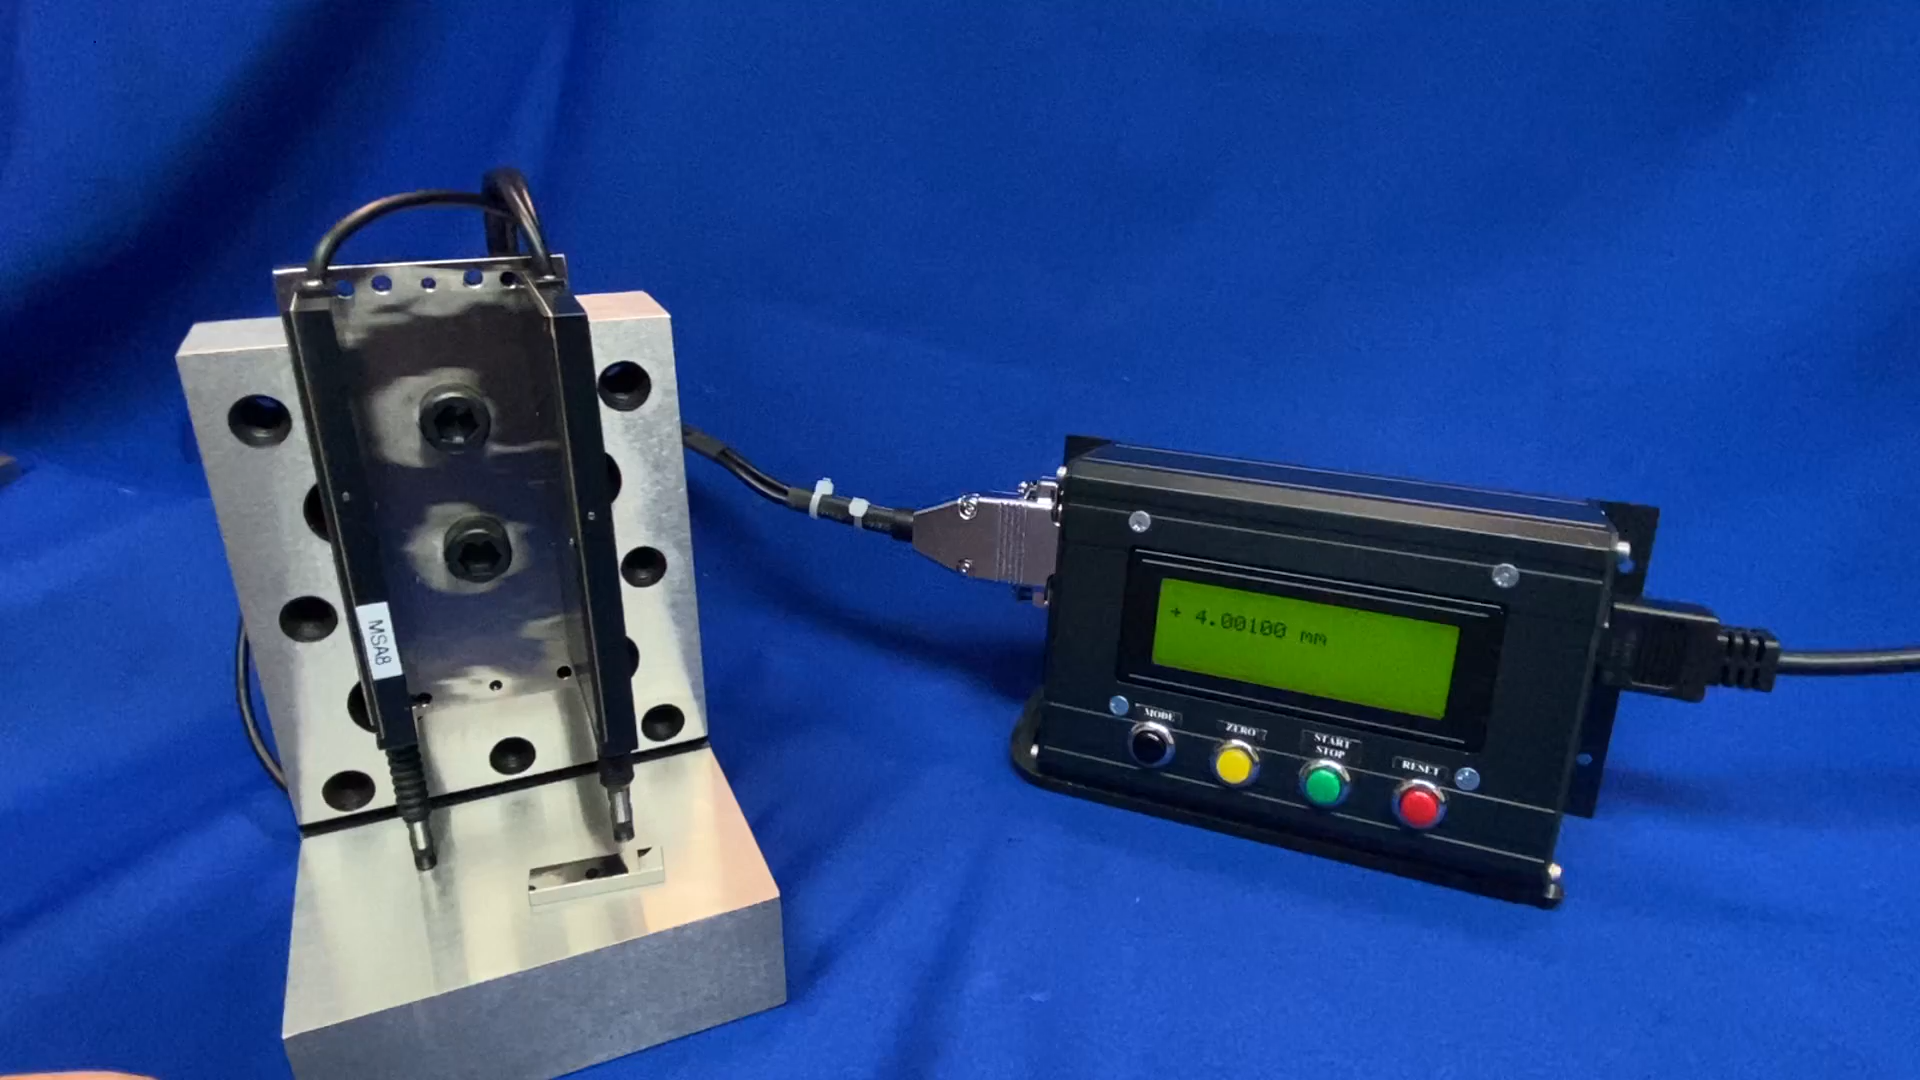 MSA8
+ 4.00100 mm
MODE
ZERO
START
STOP
RESET